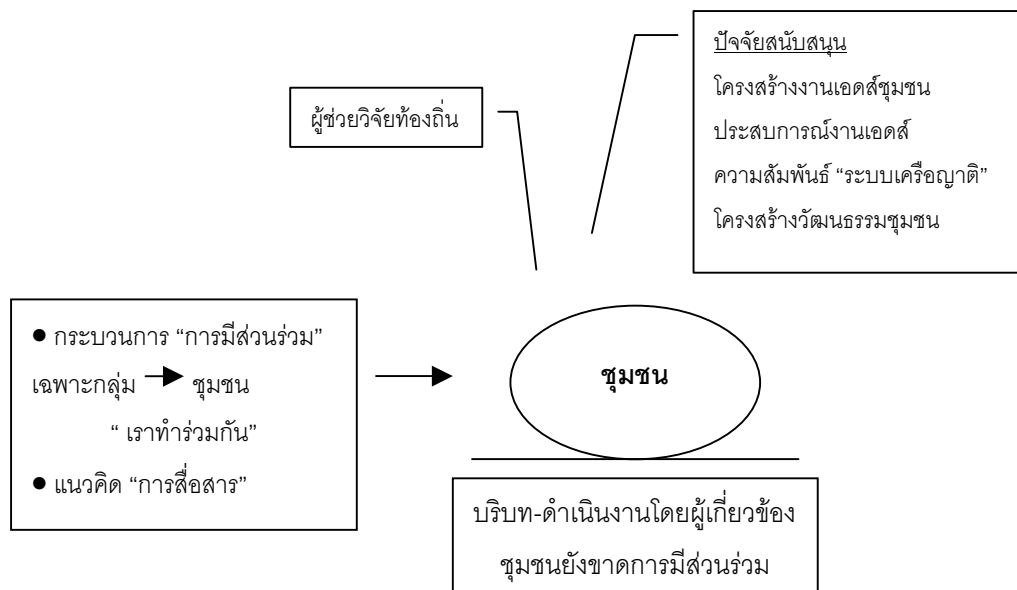 ปัจจัยสนับสนุน
โครงสร้างงานเอดส์ชุมชน
ประสบการณ์งานเอดส์
ความสัมพันธ์ “ระบบเครือญาติ”
โครงสร้างวัฒนธรรมชุมชน
ผู้ช่วยวิจัยท้องถิ่น
● กระบวนการ “การมีส่วนร่วม”
เฉพาะกลุ่ม → ชุมชน
“ เราทำร่วมกัน”
● แนวคิด “การสื่อสาร”
ชุมชน
บริบท-ดำเนินงานโดยผู้เกี่ยวข้อง
ชุมชนยังขาดการมีส่วนร่วม